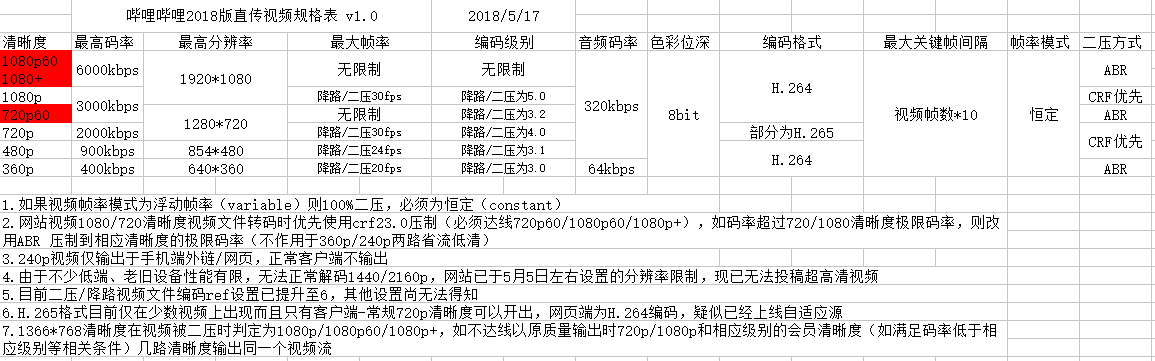 哔哩哔哩2018版直传视频规格表 v1.0 2018/5/17
清晰度 最高码率 最高分辨率 最大帧率 编码级别 音频码率 色彩位深 编码格式 最大关键帧间隔 帧率模式 二压方式
1080p60 6000kbps 1920*1080 无限制 无限制 320kbps 8bit H.264 视频帧数*10 恒定 ABR
1080+
1080p 3000kbps 降路/二压30fps 降路/二压为5.0 CRF优先
720p60 1280*720 无限制 降路/二压为3.2 ABR
720p 2000kbps 降路/二压30fps 降路/二压为4.0 部分为H.265 CRF优先
480p 900kbps 854*480 降路/二压24fps 降路/二压为3.1 H.264
360p 400kbps 640*360 降路/二压20fps 降路/二压为3.0 64kbps ABR
1.如果视频帧率模式为浮动帧率（variable）则100%二压，必须为恒定（constant）
2.网站视频1080/720清晰度视频文件转码时优先使用crf23.0压制（必须达线720p60/1080p60/1080p+），如码率超过720/1080清晰度极限码率，则改
用ABR 压制到相应清晰度的极限码率（不作用于360p/240p两路省流低清）
3.240p视频仅输出于手机端外链/网页，正常客户端不输出
4.由于不少低端、老旧设备性能有限，无法正常解码1440/2160p，网站已于5月5日左右设置的分辨率限制，现已无法投稿超高清视频
5.目前二压/降路视频文件编码ref设置已提升至6，其他设置尚无法得知
6.H.265格式目前仅在少数视频上出现而且只有客户端-常规720p清晰度可以开出，网页端为H.264编码，疑似已经上线自适应源
7.1366*768清晰度在视频被二压时判定为1080p/1080p60/1080p+，如不达线以原质量输出时720p/1080p和相应级别的会员清晰度（如满足码率低于相
应级别等相关条件）几路清晰度输出同一个视频流